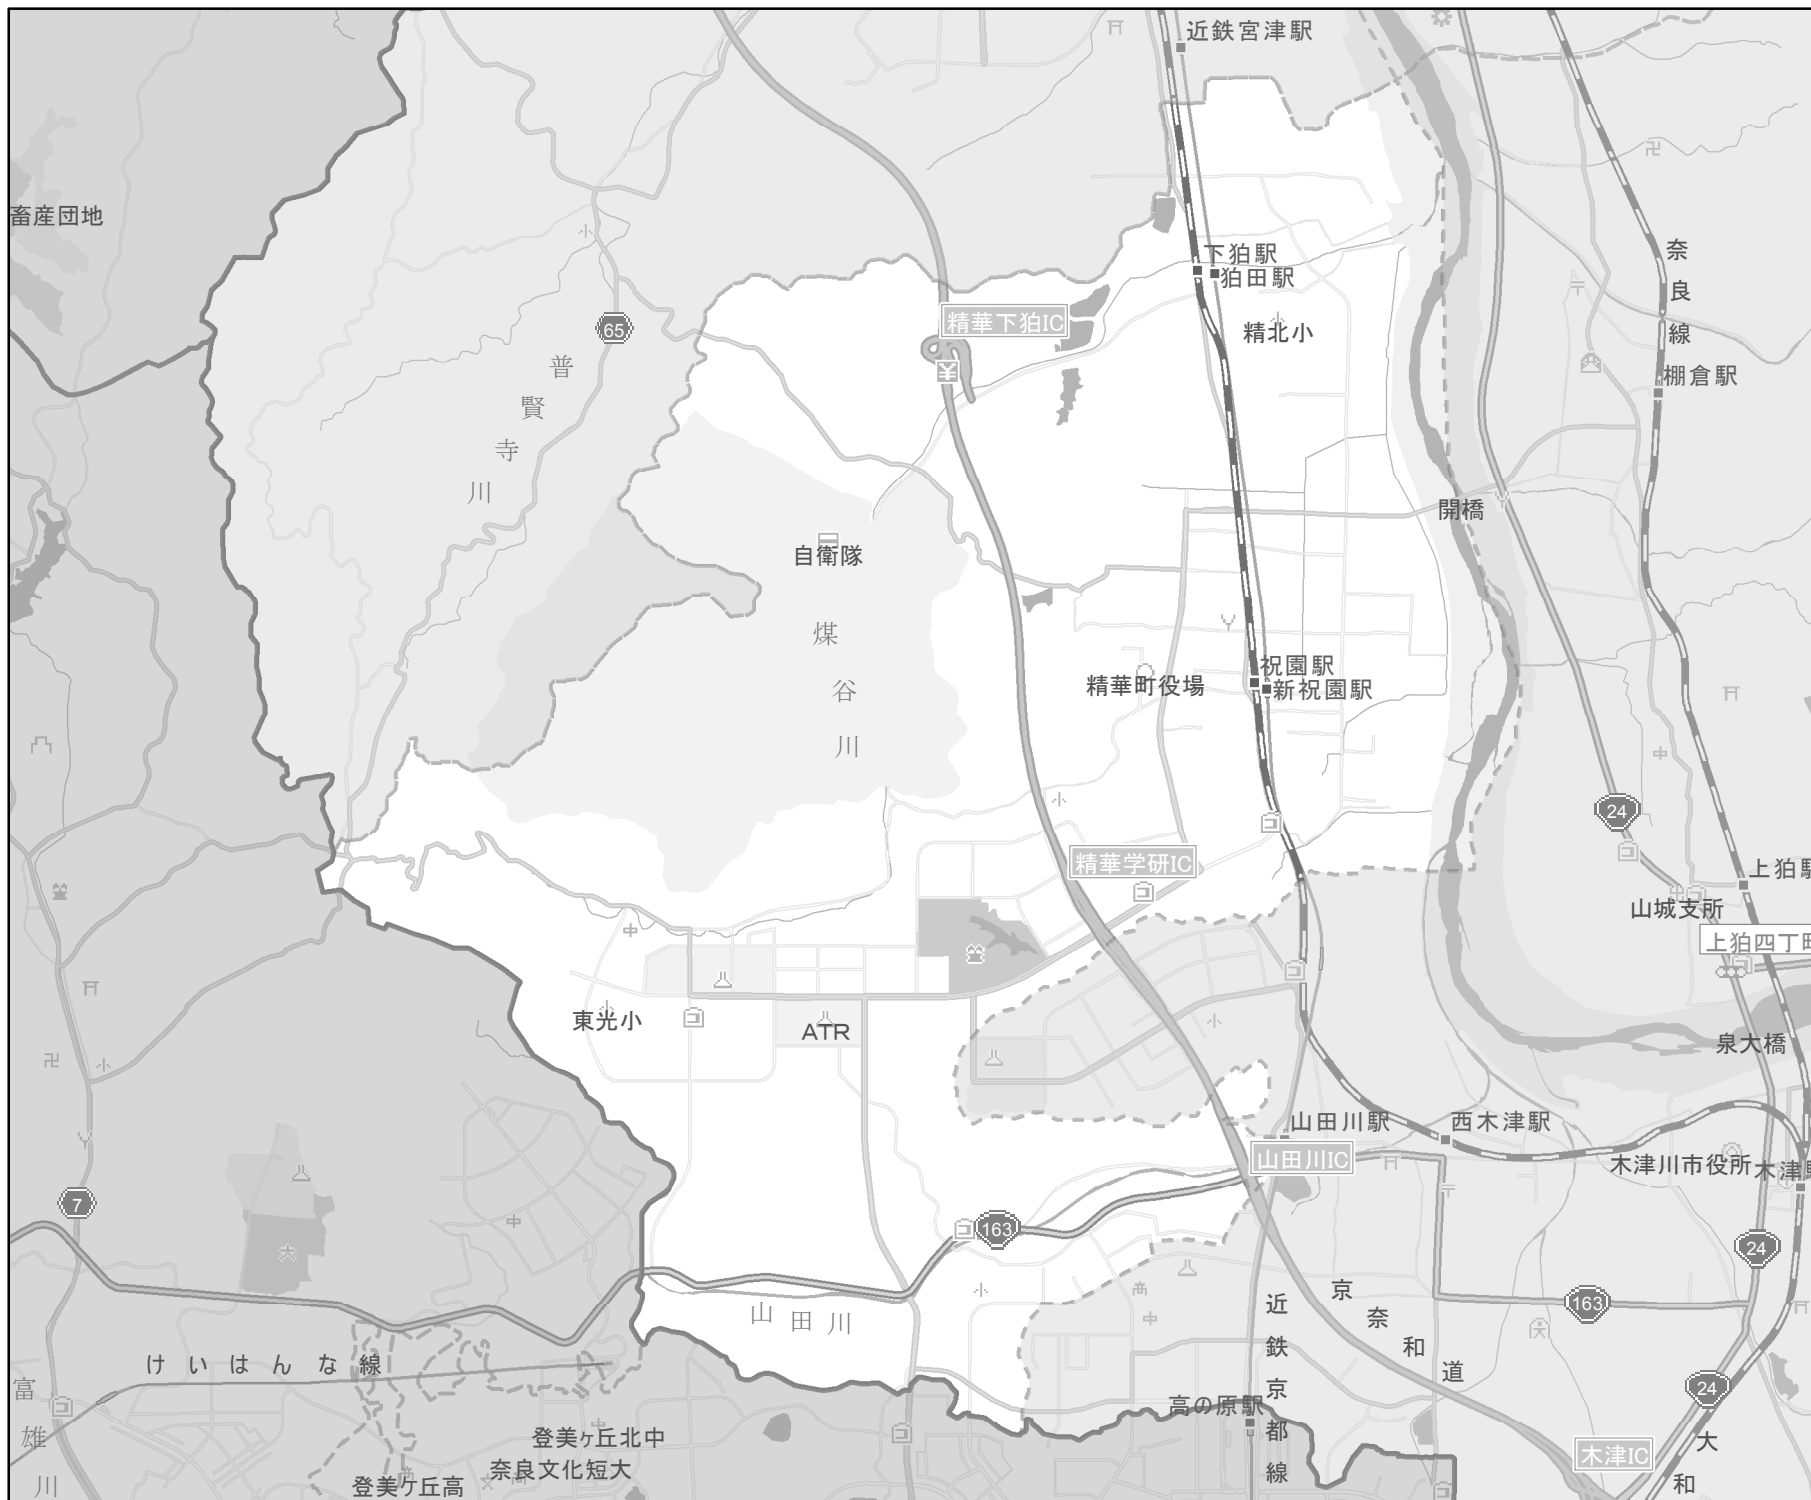 近鉄宮津駅
畜産団地
下狛駅
狛田駅
奈良線
精華下狛IC
精北小
65
棚倉駅
普賢寺川
開橋
自衛隊
煤谷川
祝園駅
精華町役場
新祝園駅
24
精華学研IC
上狛駅
山城支所
上狛四丁町
東光小
ATR
泉大橋
山田川駅
西木津駅
山田川IC
木津川市役所
木津駅
7
163
24
163
山田川
近鉄京都線
京奈和道
けいはんな線
富雄川
24
高の原駅
登美ヶ丘北中
奈良文化短大
登美ケ丘高
木津IC
大和